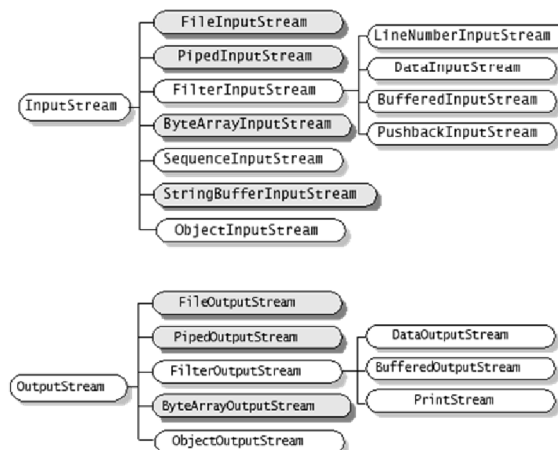 FileInputStream
PipedInputStream
FilterInputStream
ByteArrayInputStream
SequenceInputStream
StringBufferInputStream
ObjectInputStream
InputStream
LineNumberInputStream
DataInputStream
BufferedInputStream
PushbackInputStream
FileOutputStream
PipedOutputStream
FilterOutputStream
ByteArrayOutputStream
ObjectOutputStream
OutputStream
DataOutputStream
BufferedOutputStream
PrintStream